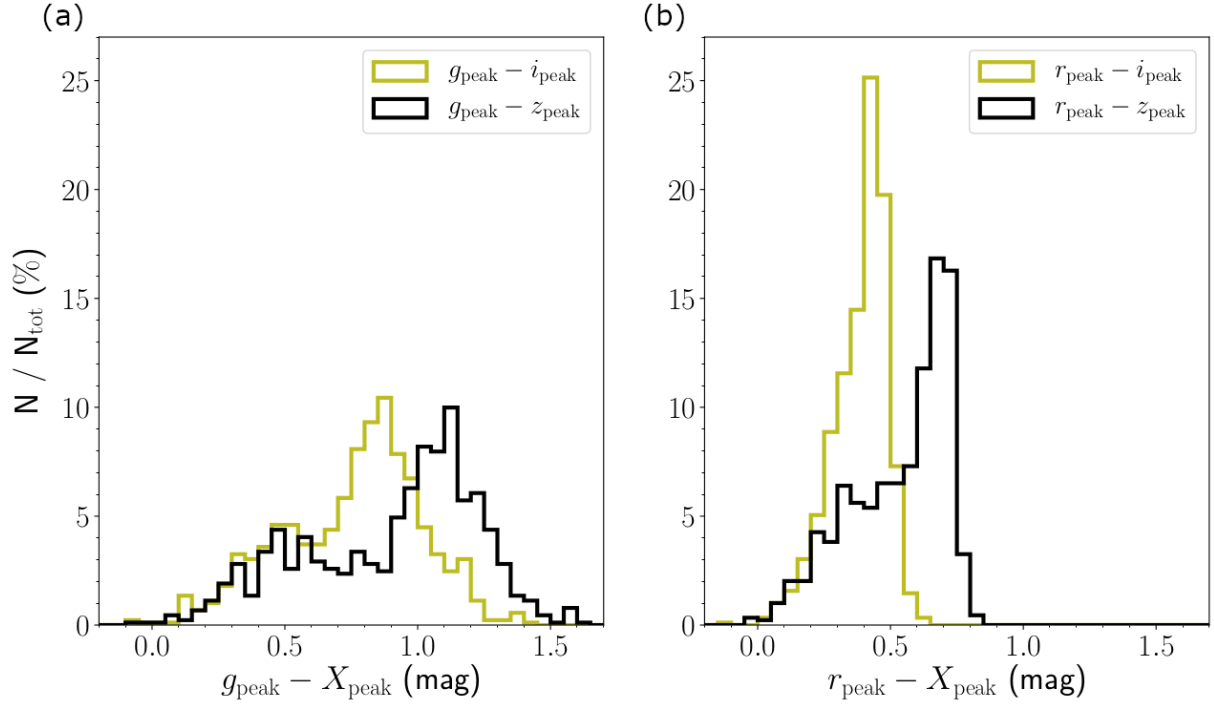 (a)
g_peak − i_peak
g_peak − z_peak
25
20
15
10
5
0
N / N_tot (%)
0.0 0.5 1.0 1.5
g_peak − X_peak (mag)
(b)
r_peak − i_peak
r_peak − z_peak
25
20
15
10
5
0
0.0 0.5 1.0 1.5
r_peak − X_peak (mag)